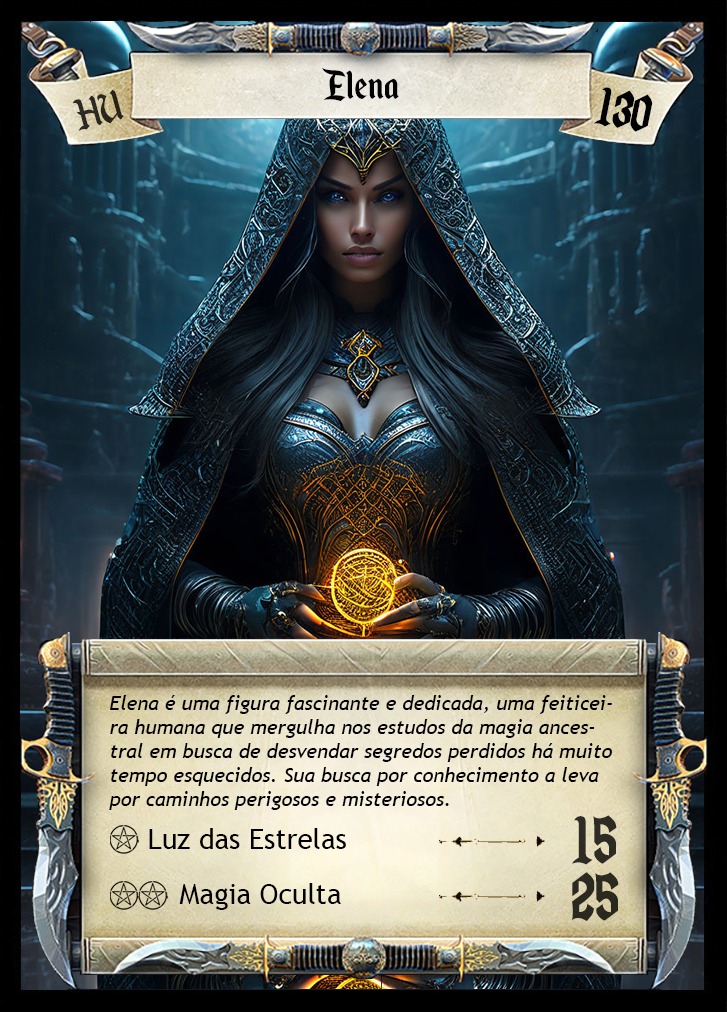 Elena
HU
130
Elena é uma figura fascinante e dedicada, uma feiticei-
ra humana que mergulha nos estudos da magia ances-
tral em busca de desvendar segredos perdidos há muito
tempo esquecidos. Sua busca por conhecimento a leva
por caminhos perigosos e misteriosos.
Luz das Estrelas 15
Magia Oculta 25